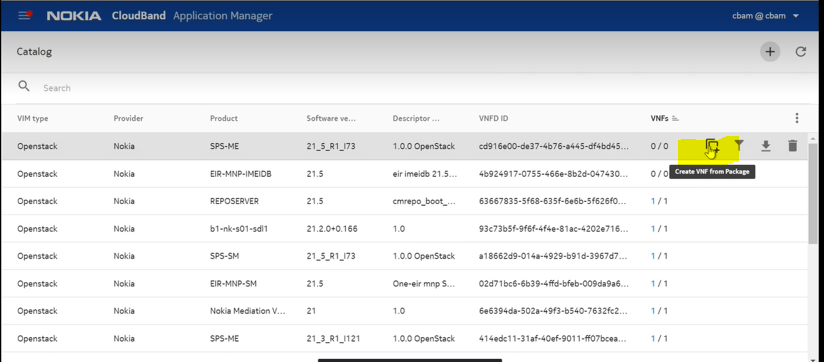 NOKIA CloudBand Application Manager cbam @ cbam
Catalog
Search
VIM type Provider Product Software ve... Descriptor ... VNFD ID VNFs
Openstack Nokia SPS-ME 21_5_R1_I73 1.0.0 OpenStack cd916e00-de37-4b76-a445-df4bd45... 0 / 0
Create VNF from Package
Openstack Nokia EIR-MNP-IMEIDB 21.5 eir imeidb 21.5... 4b924917-0755-466e-8b2d-047430... 0 / 0
Openstack Nokia REPOSERVER 21.5 cmrepo_boot_... 63667835-5f68-635f-6e6b-5f626f0... 1 / 1
Openstack Nokia b1-nk-s01-sdl1 21.2.0+0.166 1.0 93c73b5f-9f6f-4f4e-81ac-4202e716... 1 / 1
Openstack Nokia SPS-SM 21_5_R1_I73 1.0.0 OpenStack a18662d9-014a-4929-b91d-3967d7... 1 / 1
Openstack Nokia EIR-MNP-SM 21.5 One-eir mnp S... 02d71bc6-6b39-4ffd-bfeb-009da9a6... 1 / 1
Openstack Nokia Nokia Mediation V... 21 1.0 6e6394da-502a-49f3-b540-7632fc2... 1 / 1
Openstack Nokia SPS-ME 21_3_R1_I121 1.0.0 OpenStack 414edc11-31af-40ef-9011-ff07bcea... 1 / 1